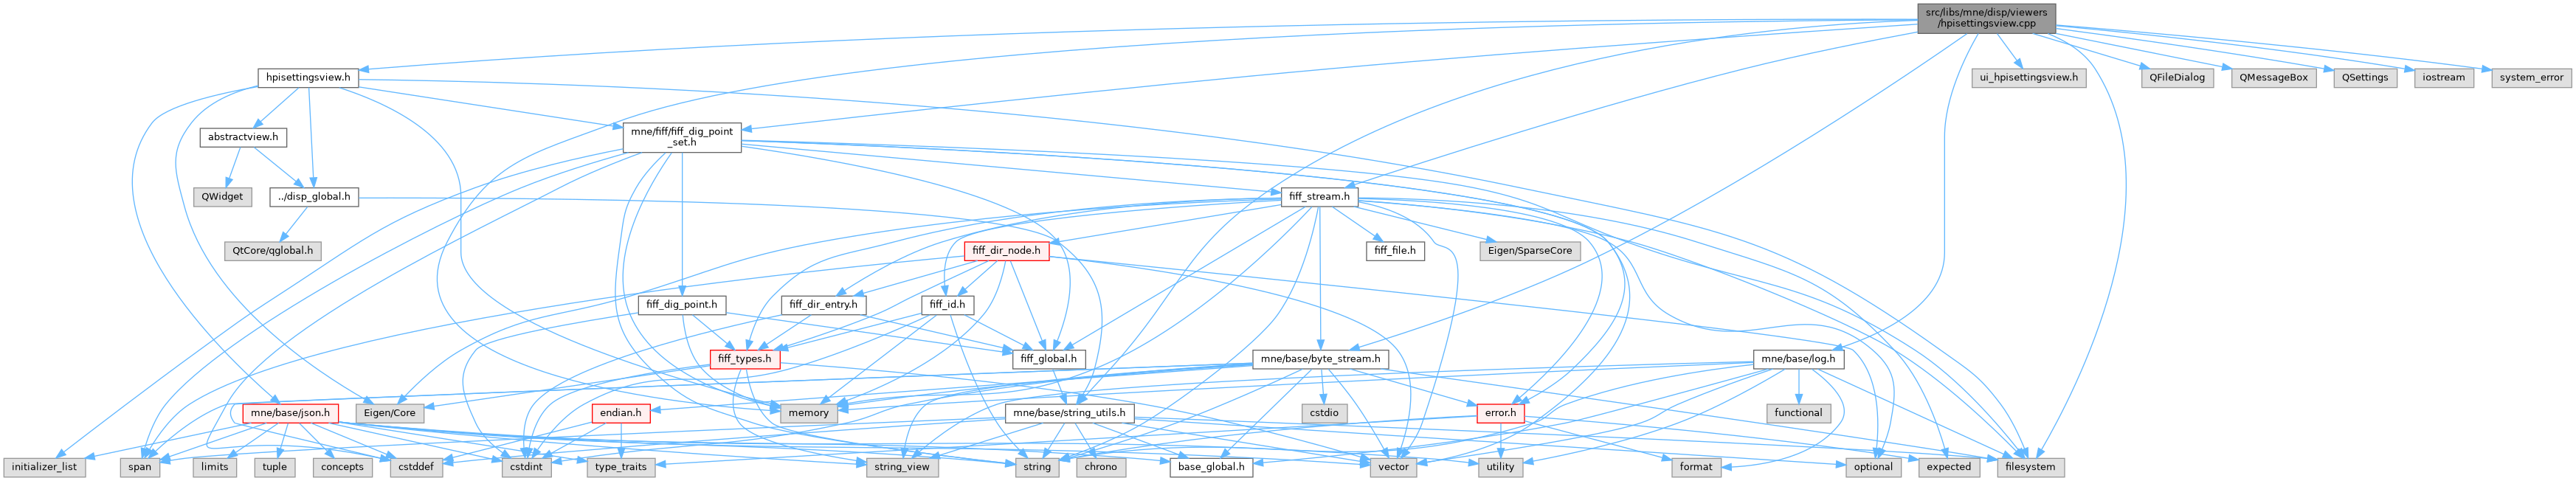 src/libs/mne/disp/viewers
/hpisettingsview.cpp
hpisettingsview.h
ui_hpisettingsview.h
QFileDialog
QMessageBox
QSettings
iostream
system_error
abstractview.h
mne/fiff/fiff_dig_point
_set.h
QWidget
../disp_global.h
fiff_stream.h
QtCore/qglobal.h
fiff_dir_node.h
fiff_file.h
Eigen/SparseCore
fiff_dig_point.h
fiff_dir_entry.h
fiff_id.h
fiff_types.h
fiff_global.h
mne/base/byte_stream.h
mne/base/log.h
mne/base/json.h
Eigen/Core
endian.h
memory
mne/base/string_utils.h
cstdio
error.h
functional
initializer_list
span
limits
tuple
concepts
cstddef
cstdint
type_traits
string_view
string
chrono
base_global.h
vector
utility
format
optional
expected
filesystem